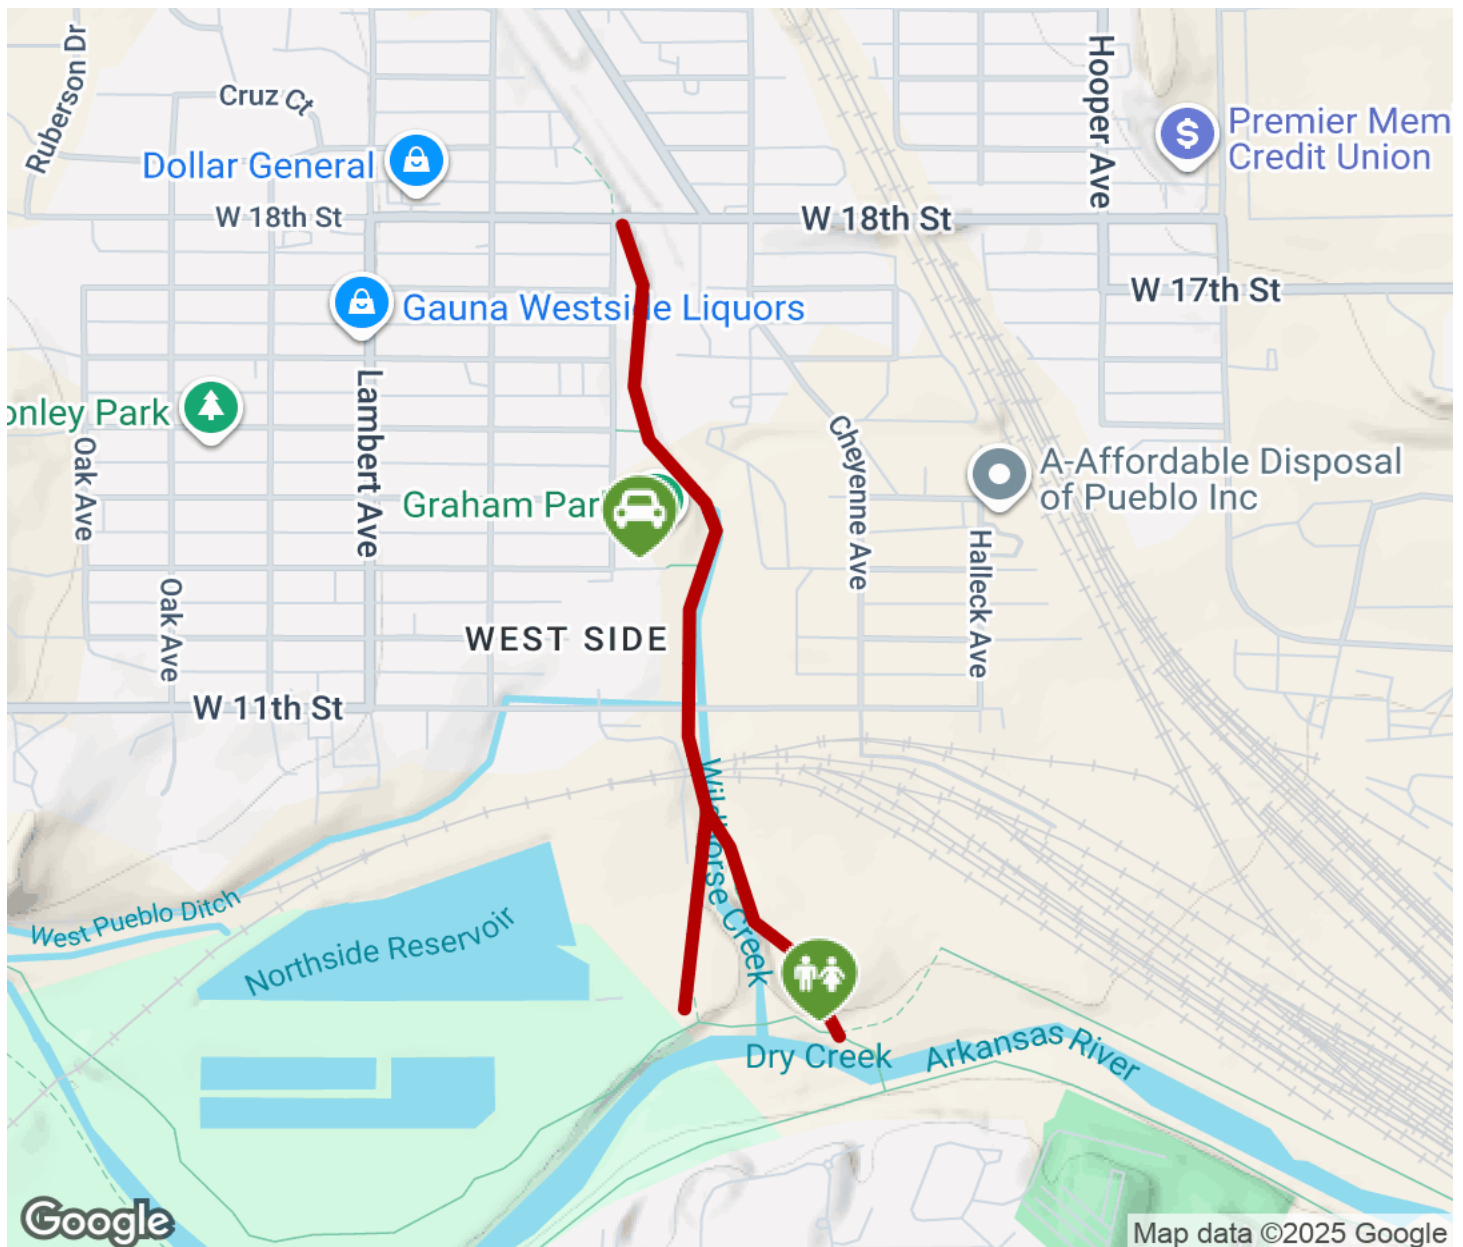 Ruberson Dr
Cruz Ct
Dollar General
W 18th St
W 18th St
Hooper Ave
Premier Mem
Credit Union
W 17th St
Gauna Westside Liquors
onley Park
Oak Ave
Lambert Ave
Cheyenne Ave
A-Affordable Disposal
of Pueblo Inc
Graham Par
Halleck Ave
Oak Ave
WEST SIDE
W 11th St
Wildhorse Creek
West Pueblo Ditch
Northside Reservoir
Dry Creek
Arkansas River
Google
Map data ©2025 Google